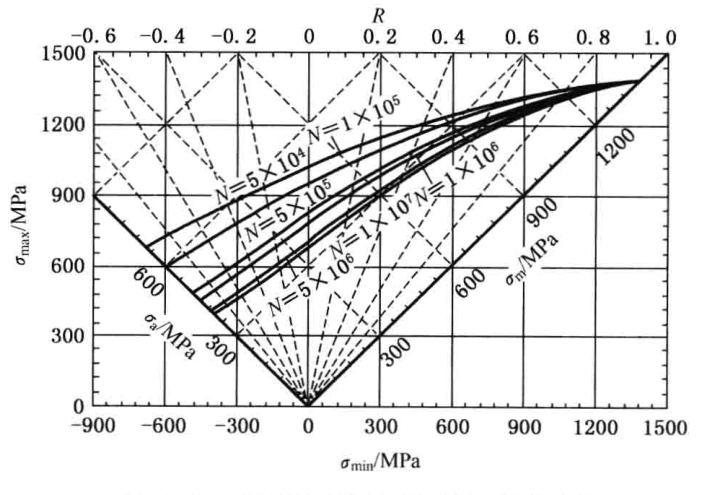 R
-0.6 -0.4 -0.2 0 0.2 0.4 0.6 0.8 1.0
1500
1200
900
600
300
0
σmax/MPa
N=5×10⁴
N=1×10⁵
N=5×10⁵
N=1×10⁶
N=1×10⁷
N=5×10⁶
600
300
σa/MPa
300
600
900
1200
σm/MPa
-900 -600 -300 0 300 600 900 1200 1500
σmin/MPa